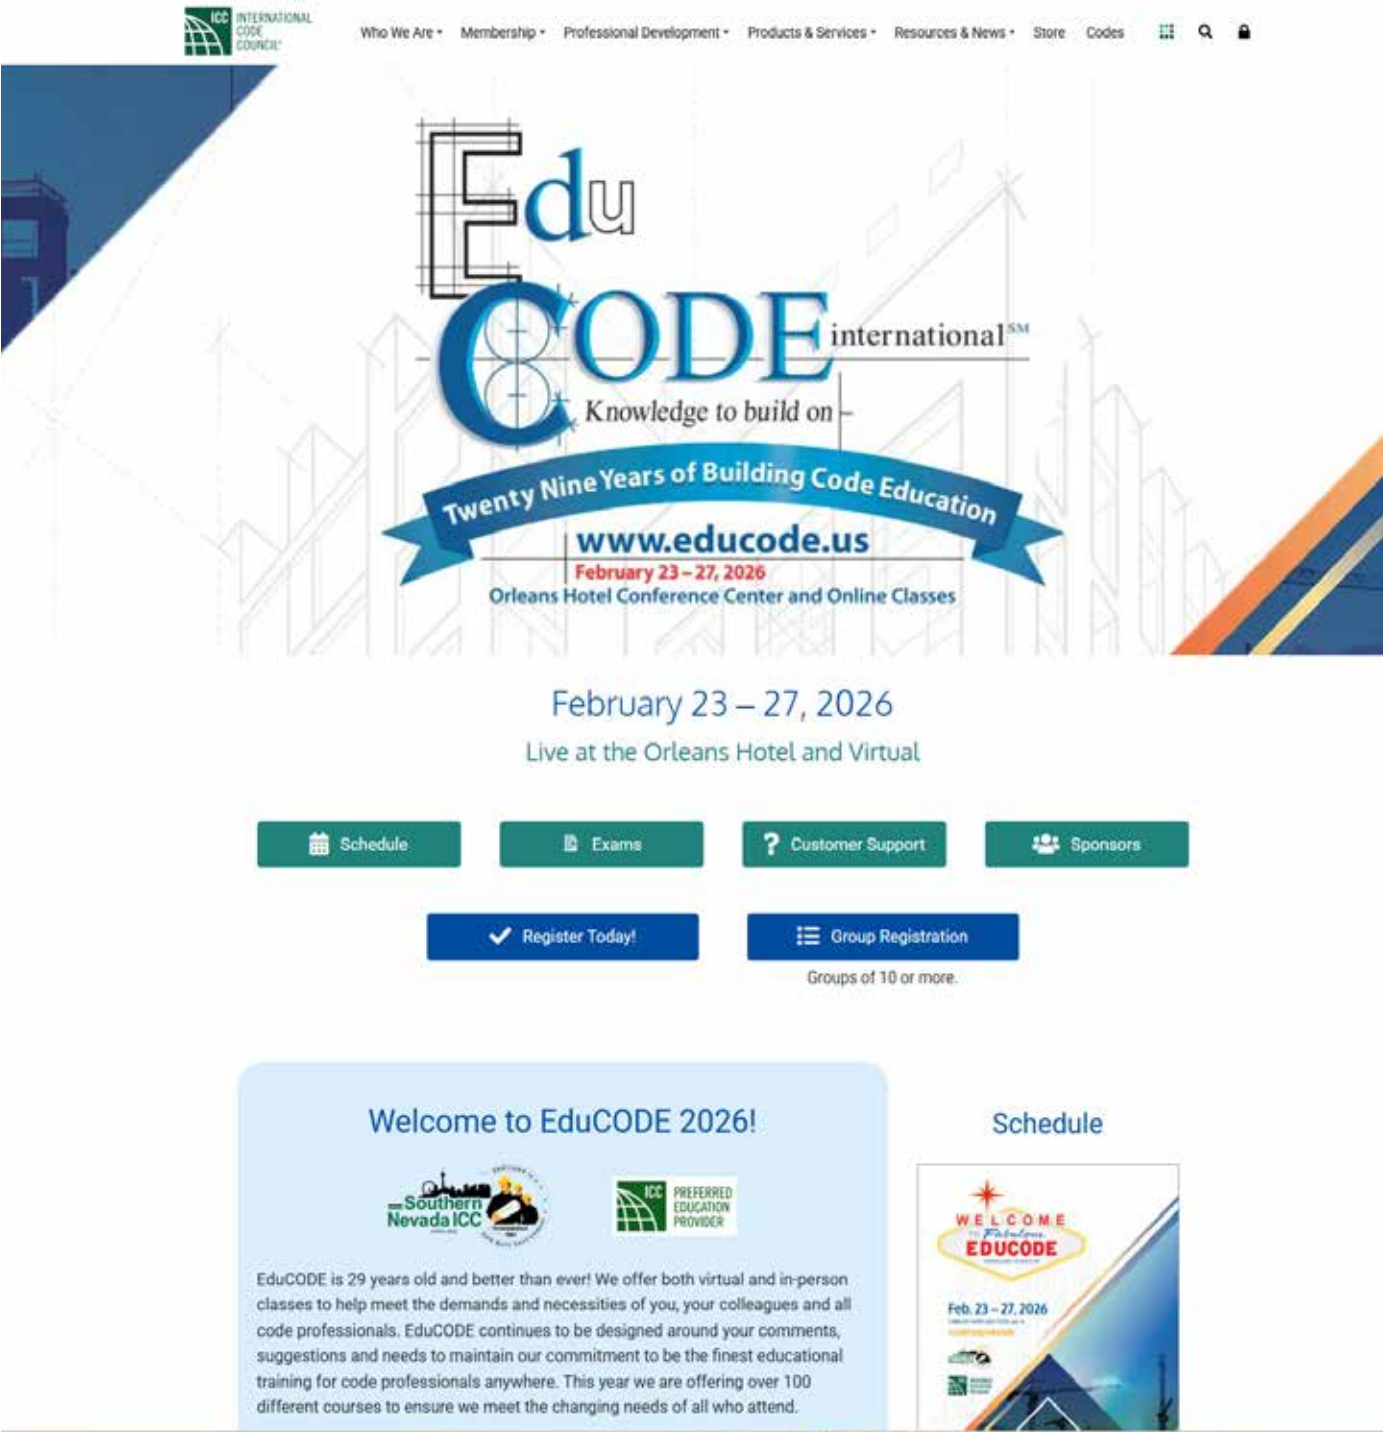 ICC INTERNATIONAL
CODE
COUNCIL
Who We Are Membership Professional Development Products & Services Resources & News Store Codes
Edu
CODE
international℠
Knowledge to build on
Twenty Nine Years of Building Code Education
www.educode.us
February 23 – 27, 2026
Orleans Hotel Conference Center and Online Classes
February 23 – 27, 2026
Live at the Orleans Hotel and Virtual
Schedule Exams Customer Support Sponsors
Register Today! Group Registration
Groups of 10 or more.
Welcome to EduCODE 2026!
Southern
Nevada ICC
ICC PREFERRED
EDUCATION
PROVIDER
EduCODE is 29 years old and better than ever! We offer both virtual and in-person
classes to help meet the demands and necessities of you, your colleagues and all
code professionals. EduCODE continues to be designed around your comments,
suggestions and needs to maintain our commitment to be the finest educational
training for code professionals anywhere. This year we are offering over 100
different courses to ensure we meet the changing needs of all who attend.
Schedule
WELCOME
TO Fabulous
EDUCODE
Feb. 23 – 27, 2026